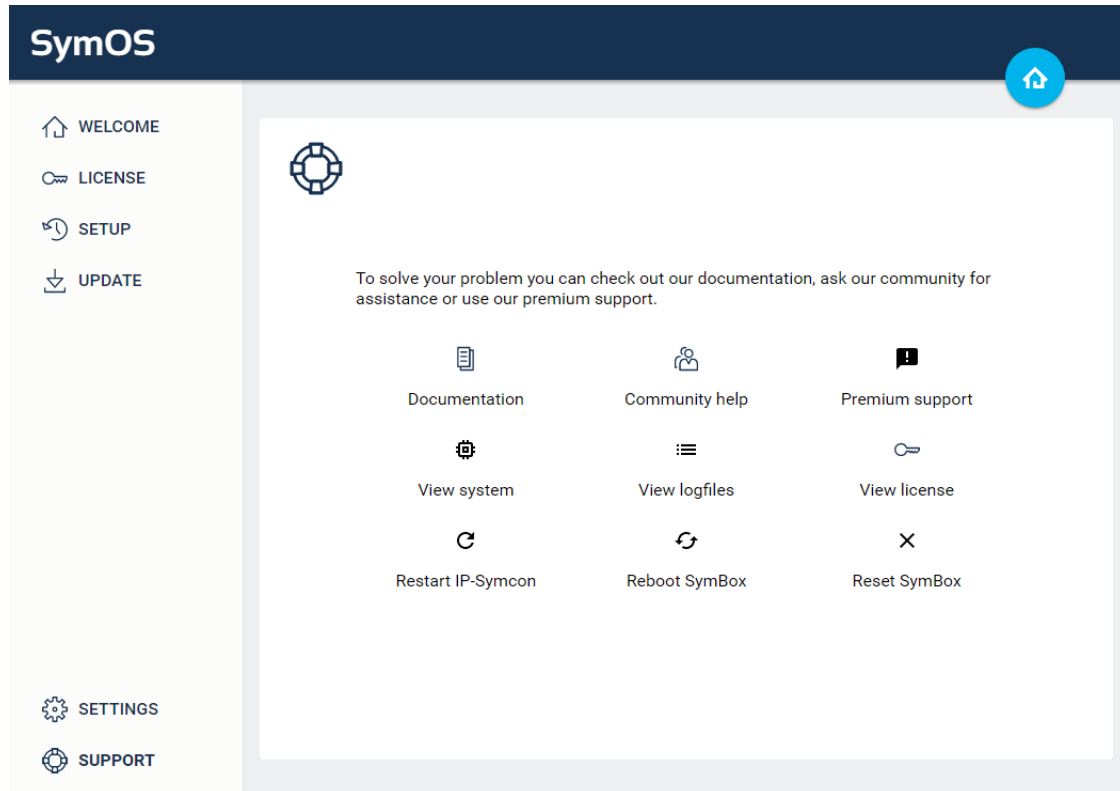 SymOS
WELCOME
LICENSE
SETUP
UPDATE
To solve your problem you can check out our documentation, ask our community for
assistance or use our premium support.
Documentation
Community help
Premium support
View system
View logfiles
View license
Restart IP-Symcon
Reboot SymBox
Reset SymBox
SETTINGS
SUPPORT